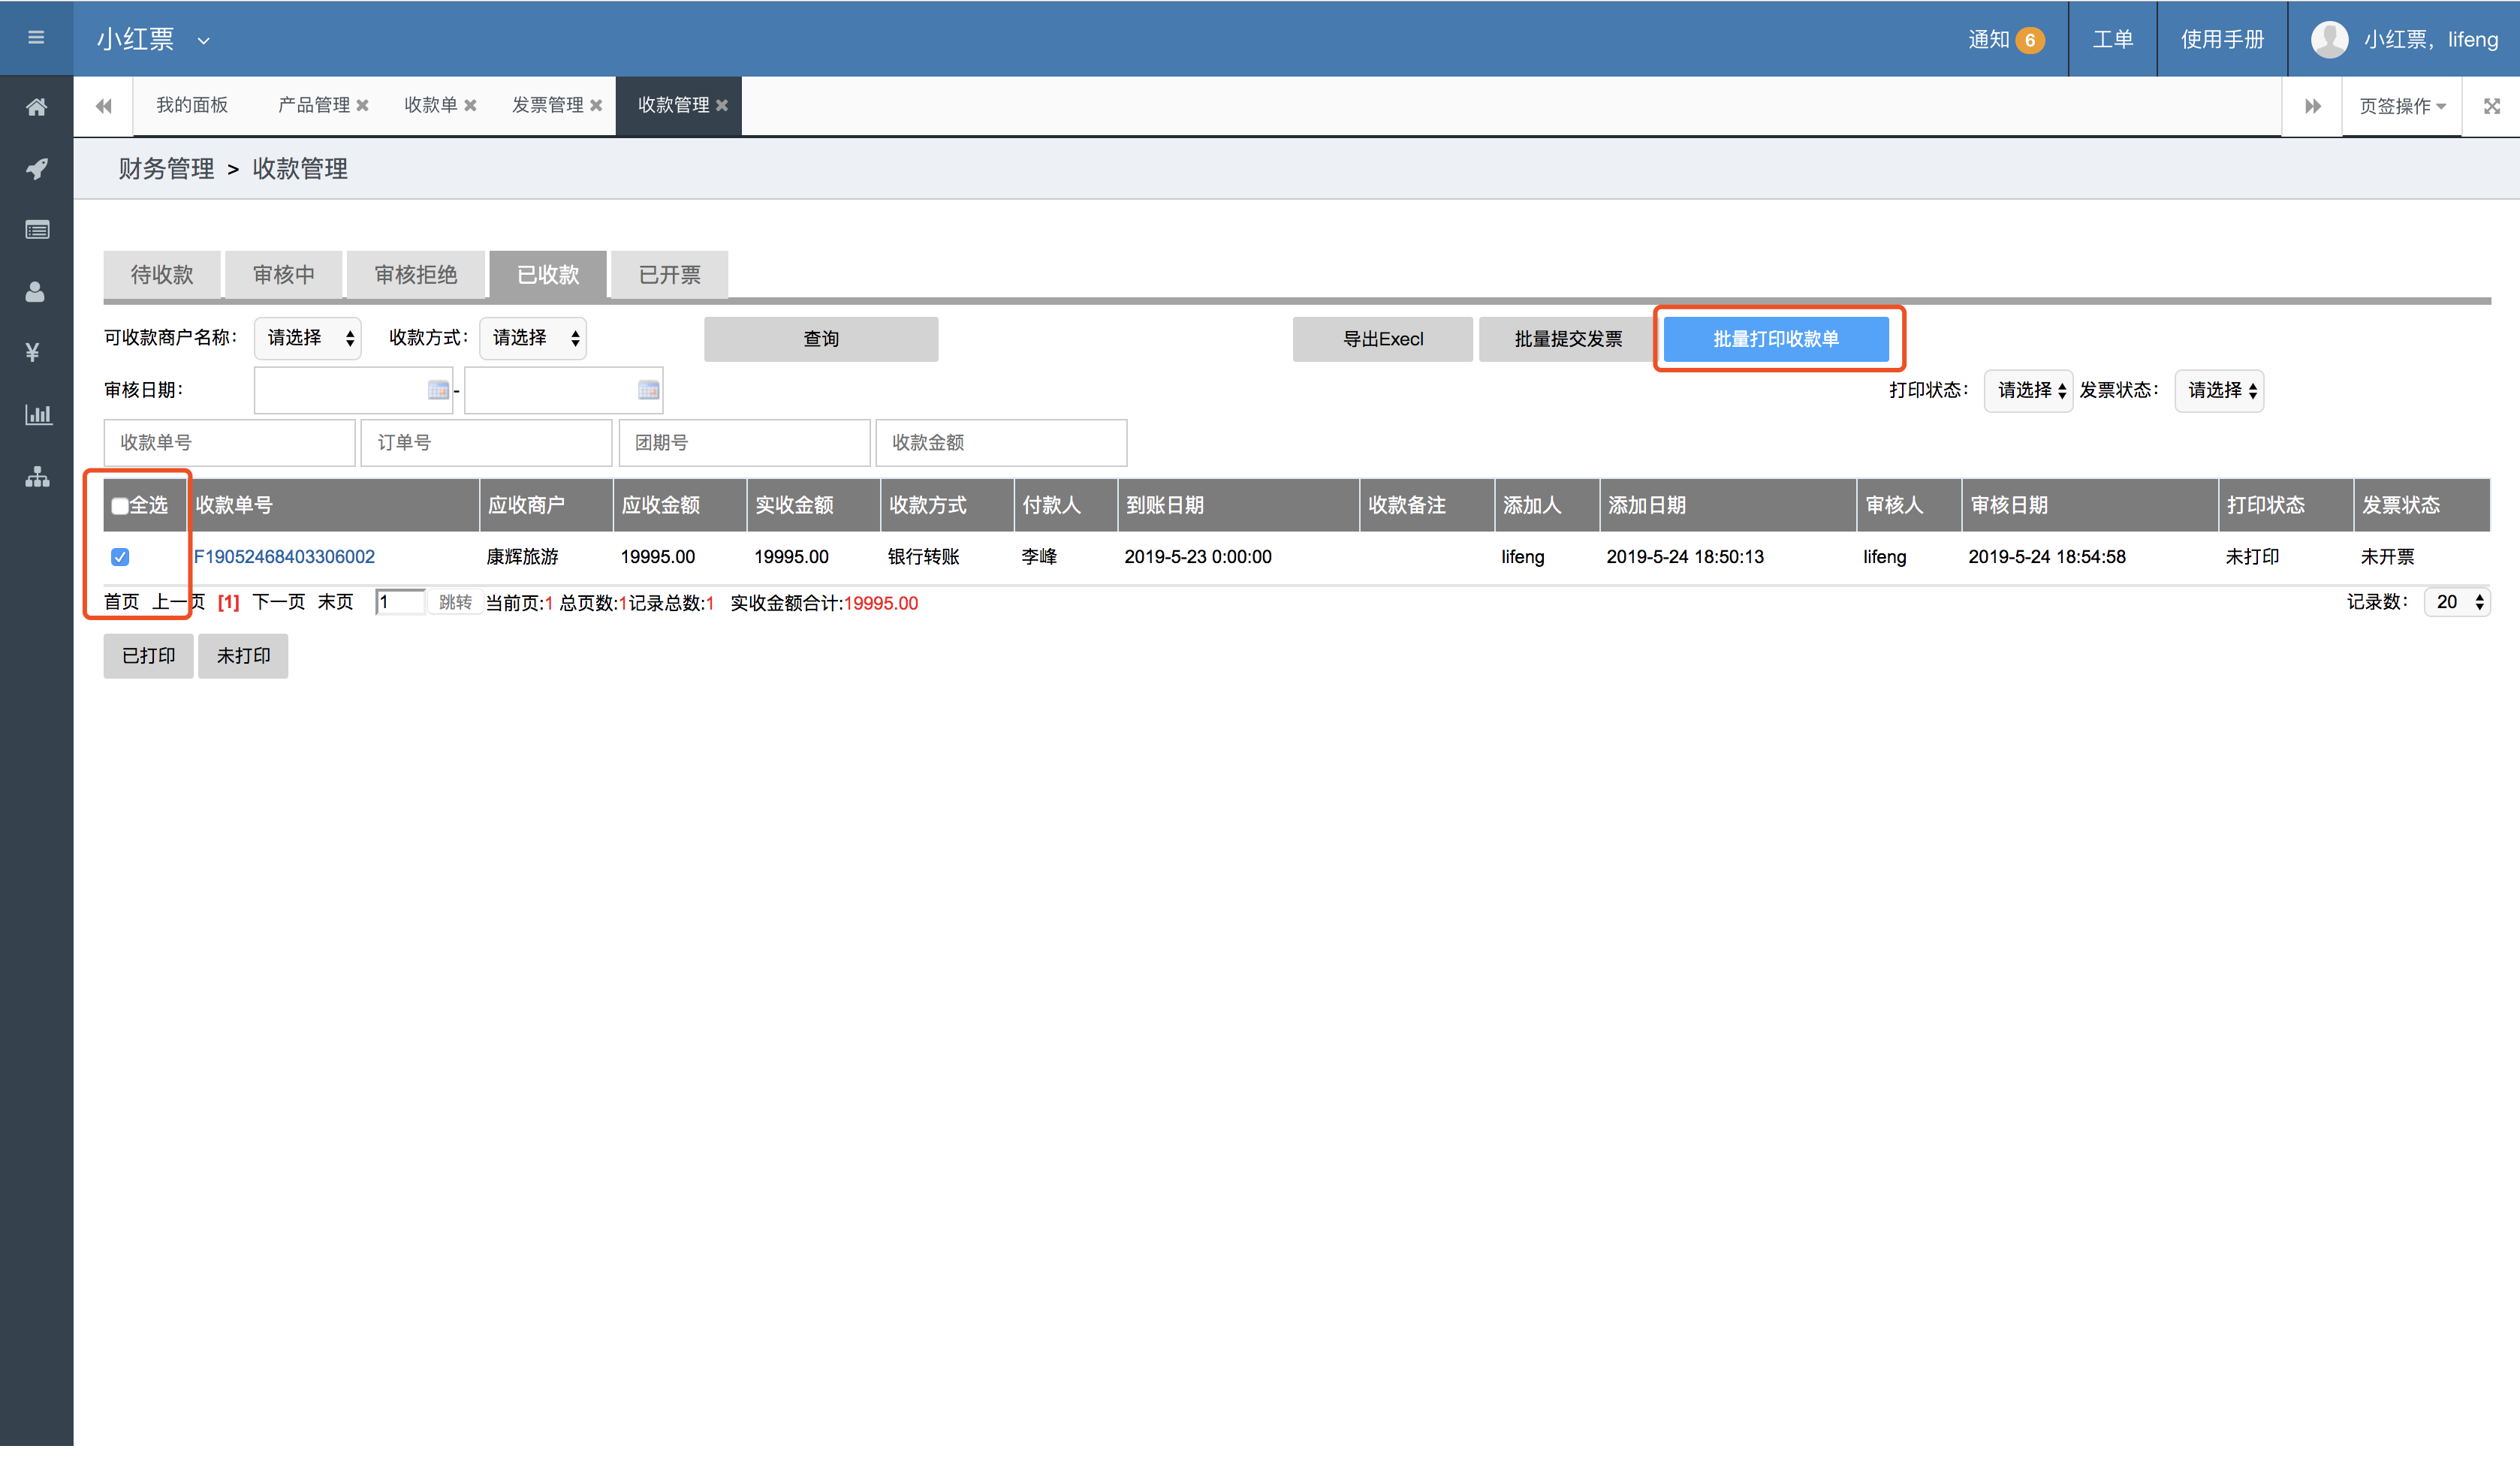 小红票
通知 6 工单 使用手册 小红票，lifeng
我的面板 产品管理 收款单 发票管理 收款管理 页签操作
财务管理 > 收款管理
待收款 审核中 审核拒绝 已收款 已开票
可收款商户名称： 请选择 收款方式： 请选择 查询 导出Execl 批量提交发票 批量打印收款单
审核日期： - 打印状态： 请选择 发票状态： 请选择
收款单号 订单号 团期号 收款金额
全选 收款单号 应收商户 应收金额 实收金额 收款方式 付款人 到账日期 收款备注 添加人 添加日期 审核人 审核日期 打印状态 发票状态
F19052468403306002 康辉旅游 19995.00 19995.00 银行转账 李峰 2019-5-23 0:00:00 lifeng 2019-5-24 18:50:13 lifeng 2019-5-24 18:54:58 未打印 未开票
首页 上一页 [1] 下一页 末页 1 跳转 当前页:1 总页数:1记录总数:1 实收金额合计:19995.00 记录数： 20
已打印 未打印